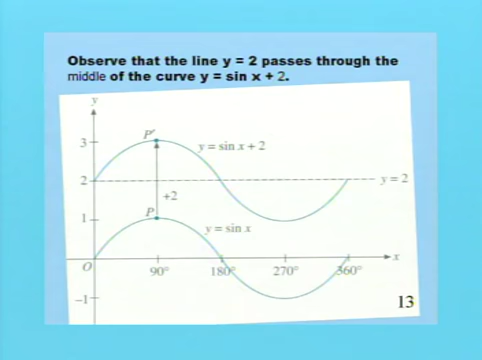 Observe that the line y = 2 passes through the
middle of the curve y = sin x + 2.
y
3
P'
y = sin x + 2
2
y = 2
+2
1
P
y = sin x
O
90°
180°
270°
360°
x
−1
13